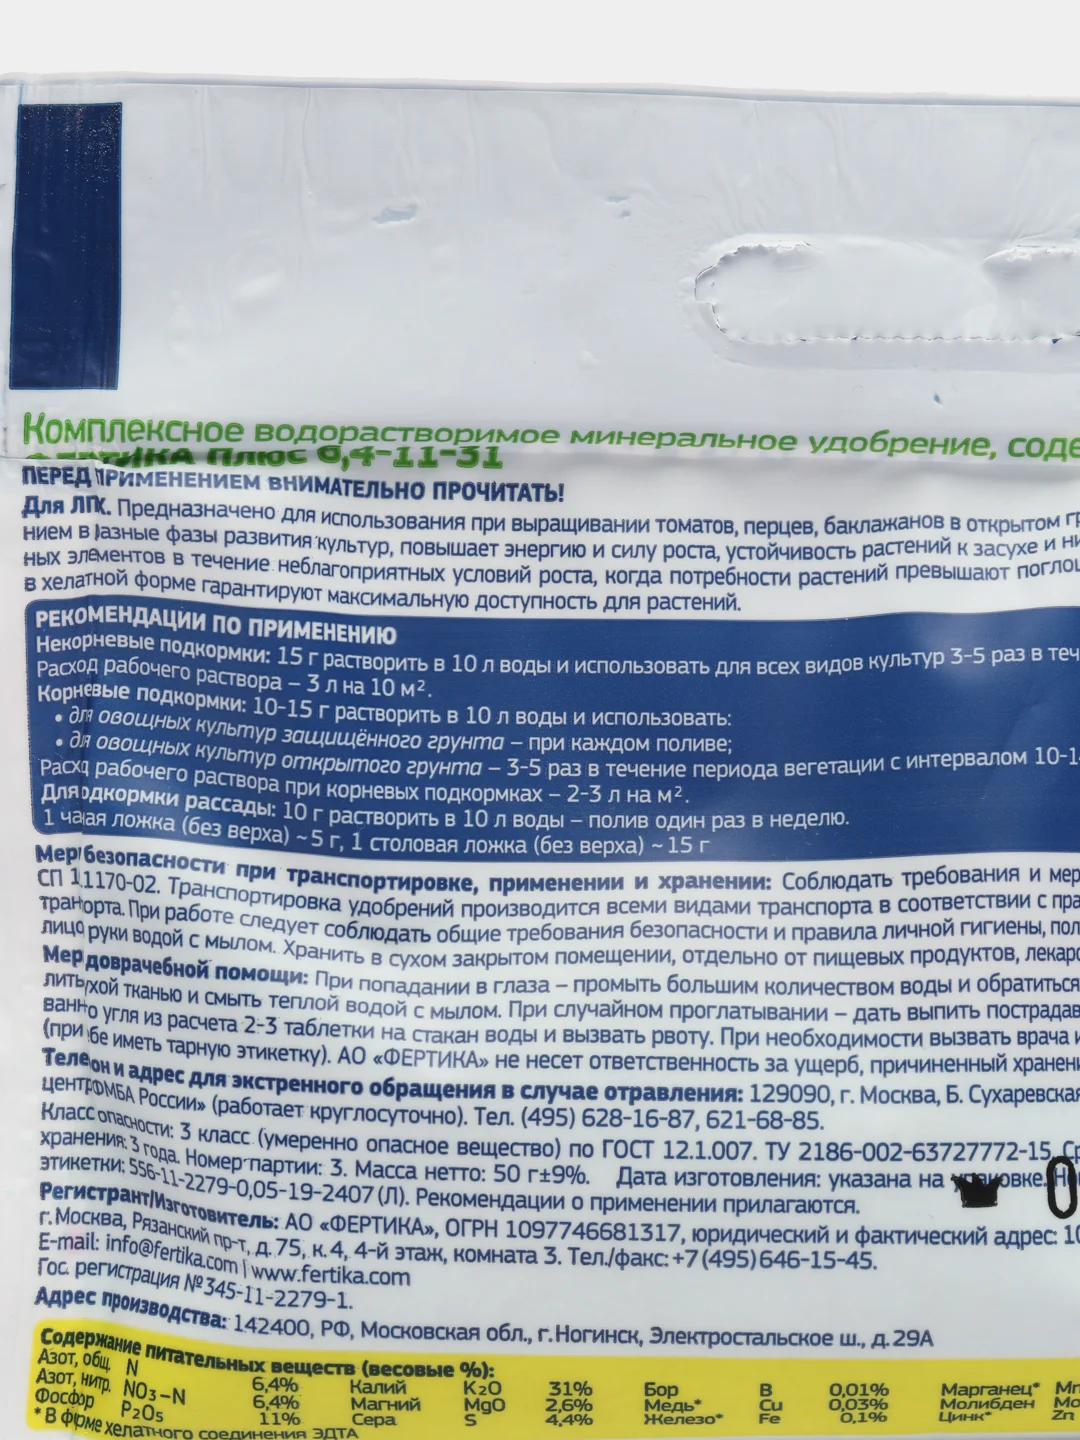 Комплексное водорастворимое минеральное удобрение, соде
ФЕРТИКА Плюс 6,4-11-31
ПЕРЕД ПРИМЕНЕНИЕМ ВНИМАТЕЛЬНО ПРОЧИТАТЬ!
Для ЛПХ. Предназначено для использования при выращивании томатов, перцев, баклажанов в открытом гр
нием в разные фазы развития культур, повышает энергию и силу роста, устойчивость растений к засухе и ни
ных элементов в течение неблагоприятных условий роста, когда потребности растений превышают поглощ
в хелатной форме гарантируют максимальную доступность для растений.
РЕКОМЕНДАЦИИ ПО ПРИМЕНЕНИЮ
Некорневые подкормки: 15 г растворить в 10 л воды и использовать для всех видов культур 3-5 раз в теч
Расход рабочего раствора – 3 л на 10 м².
Корневые подкормки: 10-15 г растворить в 10 л воды и использовать:
• для овощных культур защищённого грунта – при каждом поливе;
• для овощных культур открытого грунта – 3-5 раз в течение периода вегетации с интервалом 10-1
Расход рабочего раствора при корневых подкормках – 2-3 л на м².
Для подкормки рассады: 10 г растворить в 10 л воды – полив один раз в неделю.
1 чайная ложка (без верха) ~ 5 г, 1 столовая ложка (без верха) ~ 15 г
Меры безопасности при транспортировке, применении и хранении: Соблюдать требования и мер
СП 1.1170-02. Транспортировка удобрений производится всеми видами транспорта в соответствии с пра
транспорта. При работе следует соблюдать общие требования безопасности и правила личной гигиены, пол
лицо руки водой с мылом. Хранить в сухом закрытом помещении, отдельно от пищевых продуктов, лекарс
Меры доврачебной помощи: При попадании в глаза – промыть большим количеством воды и обратиться
хой тканью и смыть теплой водой с мылом. При случайном проглатывании – дать выпить пострадав
угля из расчета 2-3 таблетки на стакан воды и вызвать рвоту. При необходимости вызвать врача и
(при себе иметь тарную этикетку). АО «ФЕРТИКА» не несет ответственность за ущерб, причиненный хранени
Телефон и адрес для экстренного обращения в случае отравления: 129090, г. Москва, Б. Сухаревская
центр ФМБА России» (работает круглосуточно). Тел. (495) 628-16-87, 621-68-85.
Класс опасности: 3 класс (умеренно опасное вещество) по ГОСТ 12.1.007. ТУ 2186-002-63727772-15. Ср
хранения: 3 года. Номер партии: 3. Масса нетто: 50 г±9%. Дата изготовления: указана на упаковке. Но
этикетки: 556-11-2279-0,05-19-2407 (Л). Рекомендации о применении прилагаются.
Регистрант/Изготовитель: АО «ФЕРТИКА», ОГРН 1097746681317, юридический и фактический адрес: 10
г. Москва, Рязанский пр-т, д. 75, к. 4, 4-й этаж, комната 3. Тел./факс: +7 (495) 646-15-45.
E-mail: info@fertika.com | www.fertika.com
Гос. регистрация № 345-11-2279-1.
Адрес производства: 142400, РФ, Московская обл., г. Ногинск, Электростальское ш., д. 29А
Содержание питательных веществ (весовые %):
Азот, общ. N 6,4% Калий K₂O 31% Бор B 0,01% Марганец* Mn
Азот, нитр. NO₃–N 6,4% Магний MgO 2,6% Медь* Cu 0,03% Молибден Mo
Фосфор P₂O₅ 11% Сера S 4,4% Железо* Fe 0,1% Цинк* Zn
* В форме хелатного соединения ЭДТА